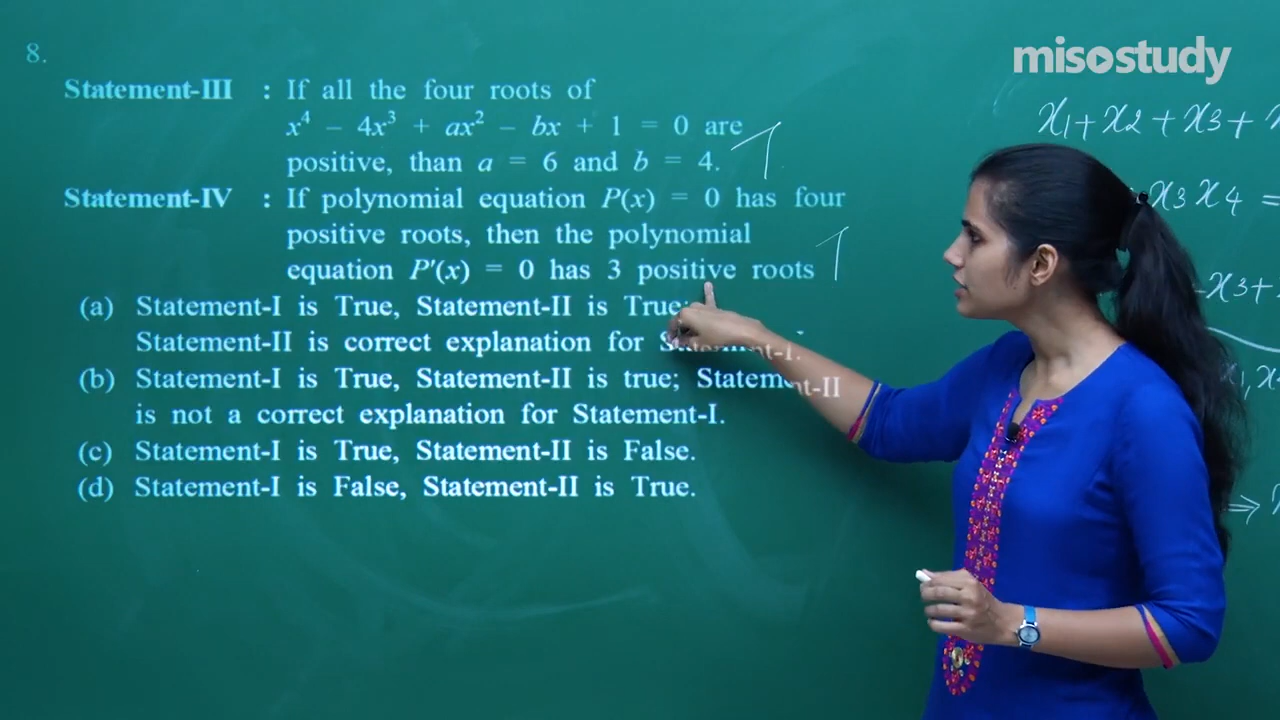 misostudy
8.
Statement-III : If all the four roots of
x⁴ – 4x³ + ax² – bx + 1 = 0 are
positive, than a = 6 and b = 4. T
Statement-IV : If polynomial equation P(x) = 0 has four
positive roots, then the polynomial
equation P'(x) = 0 has 3 positive roots T
(a) Statement-I is True, Statement-II is True;
Statement-II is correct explanation for Statement-I.
(b) Statement-I is True, Statement-II is true; Statement-II
is not a correct explanation for Statement-I.
(c) Statement-I is True, Statement-II is False.
(d) Statement-I is False, Statement-II is True.
x1 + x2 + x3 +
x3 x4 =
x3 +
⇒